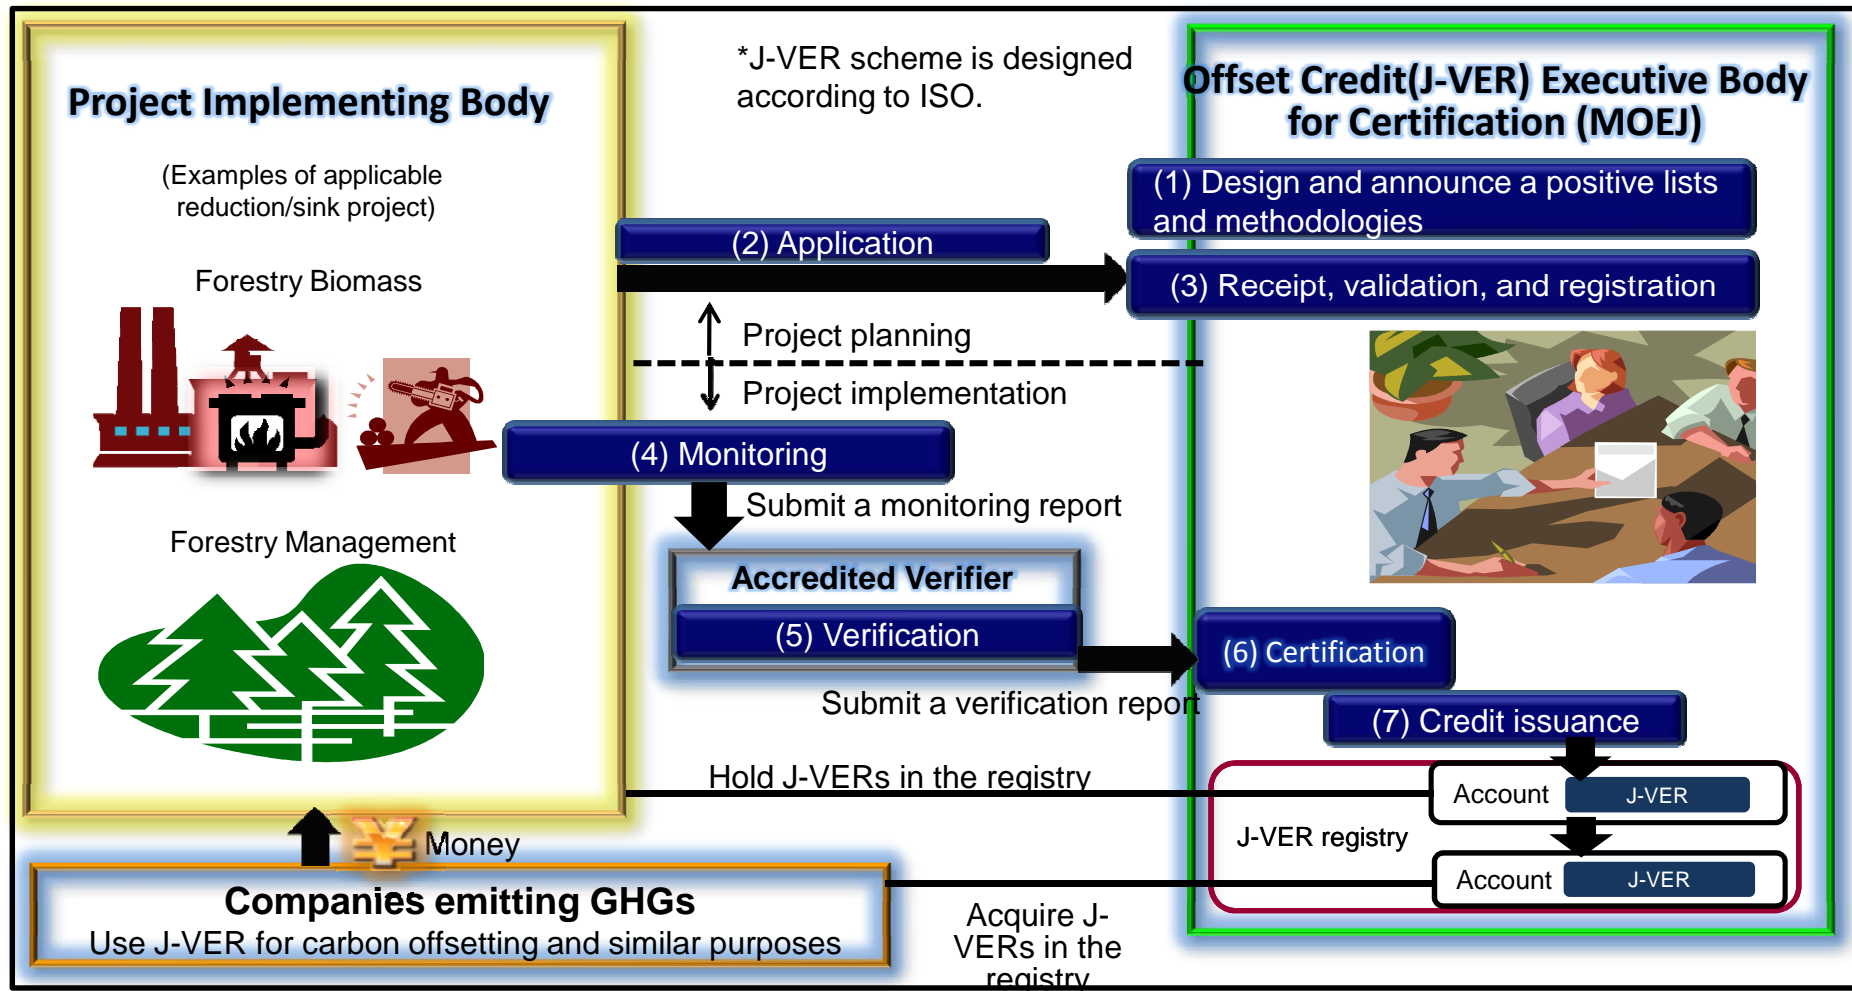 *J-VER scheme is designed
according to ISO.
Project Implementing Body
(Examples of applicable
reduction/sink project)
Forestry Biomass
Forestry Management
Offset Credit(J-VER) Executive Body
for Certification (MOEJ)
(1) Design and announce a positive lists
and methodologies
(2) Application
(3) Receipt, validation, and registration
Project planning
Project implementation
(4) Monitoring
Submit a monitoring report
Accredited Verifier
(5) Verification
Submit a verification report
(6) Certification
(7) Credit issuance
Hold J-VERs in the registry
Account J-VER
J-VER registry
Account J-VER
¥ Money
Companies emitting GHGs
Use J-VER for carbon offsetting and similar purposes
Acquire J-
VERs in the
registry